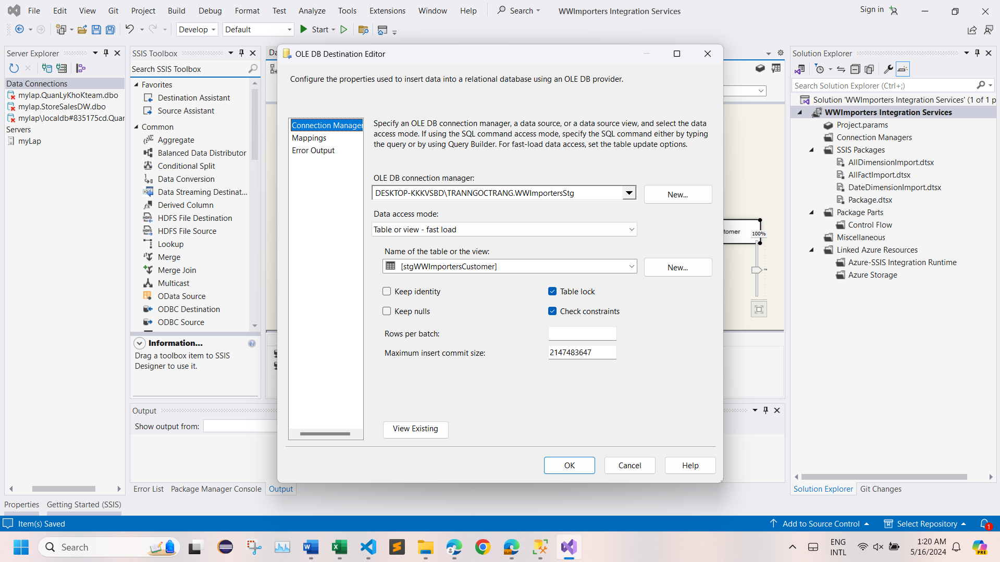 File Edit View Git Project Build Debug Format Test Analyze Tools Extensions Window Help Search WWImporters Integration Services Sign in
Develop Default Start
Server Explorer
Data Connections
mylap.QuanLyKhoKteam.dbo
mylap.StoreSalesDW.dbo
mylap\localdb#835175cd.Quar
Servers
myLap
SSIS Toolbox
Search SSIS Toolbox
Favorites
Destination Assistant
Source Assistant
Common
Aggregate
Balanced Data Distributor
Conditional Split
Data Conversion
Data Streaming Destinat...
Derived Column
HDFS File Destination
HDFS File Source
Lookup
Merge
Merge Join
Multicast
OData Source
ODBC Destination
ODBC Source
Information...
Drag a toolbox item to SSIS
Designer to use it.
Da
OLE DB Destination Editor
Configure the properties used to insert data into a relational database using an OLE DB provider.
Connection Manager
Mappings
Error Output
Specify an OLE DB connection manager, a data source, or a data source view, and select the data
access mode. If using the SQL command access mode, specify the SQL command either by typing
the query or by using Query Builder. For fast-load data access, set the table update options.
OLE DB connection manager:
DESKTOP-KKKVSBD\TRANNGOCTRANG.WWImportersStg
New...
Data access mode:
Table or view - fast load
Name of the table or the view:
[stgWWImportersCustomer]
New...
Keep identity
Table lock
Keep nulls
Check constraints
Rows per batch:
Maximum insert commit size:
2147483647
View Existing
OK Cancel Help
tomer
100%
Solution Explorer
Search Solution Explorer (Ctrl+;)
Solution 'WWImporters Integration Services' (1 of 1 p
WWImporters Integration Services
Project.params
Connection Managers
SSIS Packages
AllDimensionImport.dtsx
AllFactImport.dtsx
DateDimensionImport.dtsx
Package.dtsx
Package Parts
Control Flow
Miscellaneous
Linked Azure Resources
Azure-SSIS Integration Runtime
Azure Storage
Output
Show output from:
Error List Package Manager Console Output
Solution Explorer Git Changes
Properties Getting Started (SSIS)
Item(s) Saved
Add to Source Control Select Repository 1
Search
PRE
ENG
INTL
1:20 AM
5/16/2024